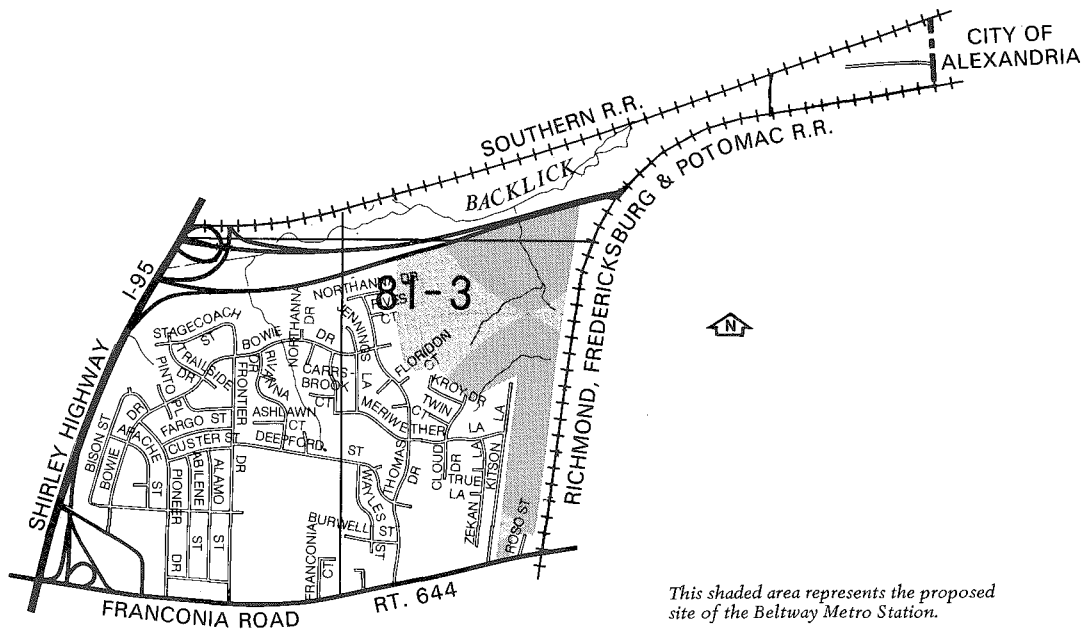 CITY OF
ALEXANDRIA
SOUTHERN R.R.
RICHMOND, FREDERICKSBURG & POTOMAC R.R.
BACKLICK
I-95
SHIRLEY HIGHWAY
81-3
N
NORTHANNA DR
RIVES
CT
STAGECOACH
ST
BOWIE DR
NORTHANNA
DR
JENNINGS LA
FLORIDON
CT
TRAILSIDE
DR
PINTO PL
FRONTIER
DR
RIVANNA
DR
CARRS-
BROOK
CT
KROY DR
TWIN
CT
MERIWETHER
LA
BISON ST
BOWIE DR
APACHE
ST
FARGO ST
CUSTER ST
ASHLAWN
CT
DEEPFORD ST
THOMAS
DR
CLOUD
DR
TRUE
LA
ZEKAN LA
KITSON LA
PIONEER
DR
ABILENE
ST
ALAMO
ST
WAYLES
ST
BURWELL ST
FRANCONIA
CT
ROSO ST
FRANCONIA ROAD
RT. 644
This shaded area represents the proposed
site of the Beltway Metro Station.